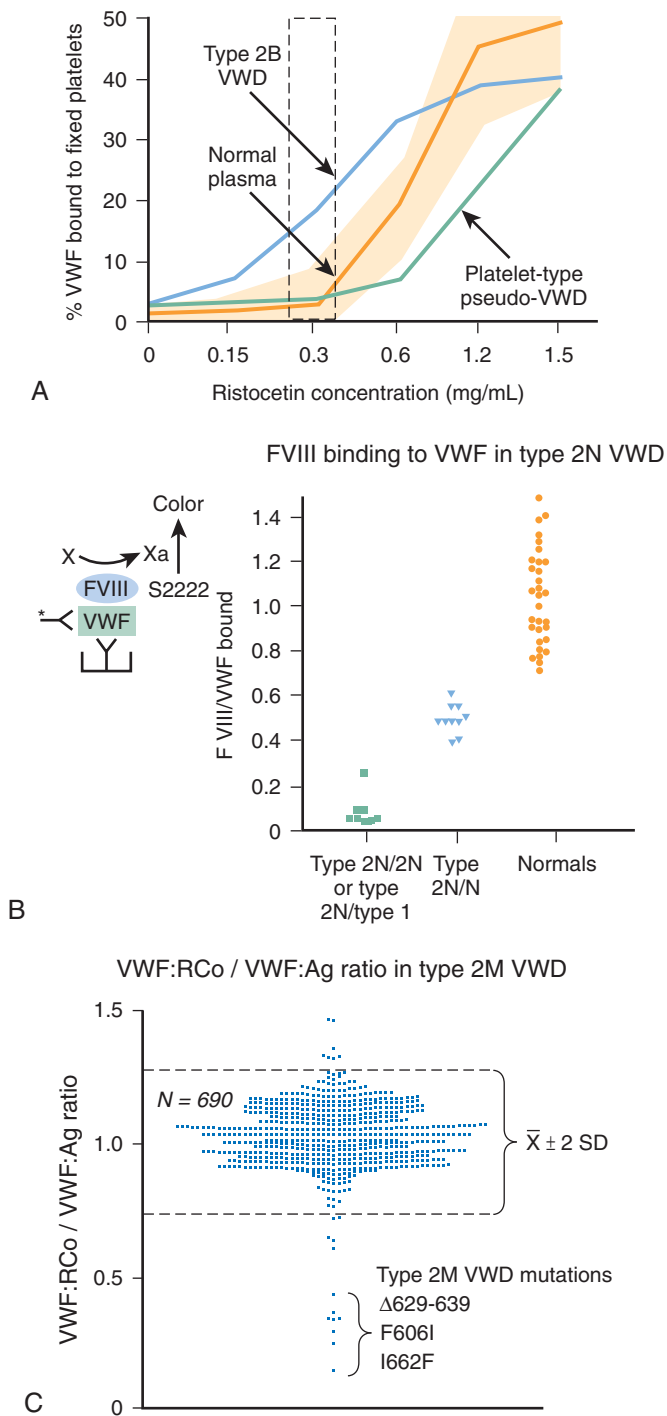 50
40
30
20
10
0
% VWF bound to fixed platelets
Type 2B
VWD
Normal
plasma
Platelet-type
pseudo-VWD
0
0.15
0.3
0.6
1.2
1.5
Ristocetin concentration (mg/mL)
A
FVIII binding to VWF in type 2N VWD
Color
X
Xa
FVIII
S2222
*
VWF
1.4
1.2
1.0
0.8
0.6
0.4
0.2
0
F VIII/VWF bound
Type 2N/2N
or type
2N/type 1
Type
2N/N
Normals
B
VWF:RCo / VWF:Ag ratio in type 2M VWD
1.5
1.0
0.5
0
VWF:RCo / VWF:Ag ratio
N = 690
X̅ ± 2 SD
Type 2M VWD mutations
Δ629-639
F606I
I662F
C